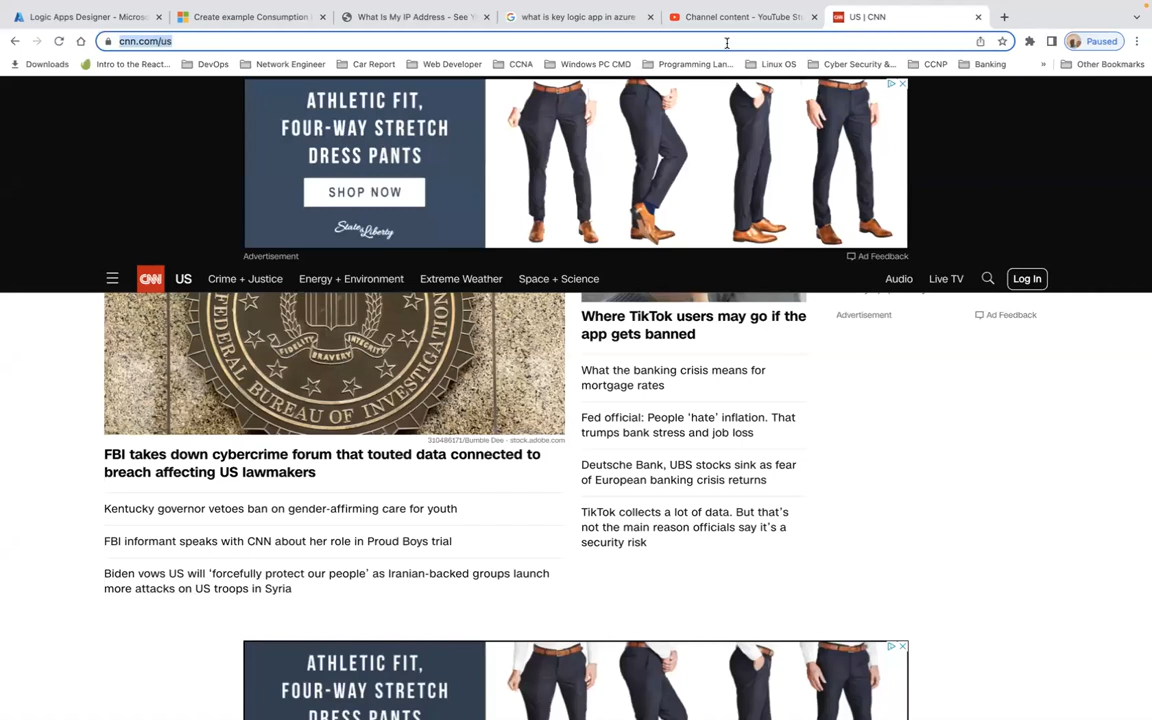 Logic Apps Designer - Micros
Create example Consumption
What Is My IP Address - See Y
what is key logic app in azure
Channel content - YouTube St
US | CNN
cnn.com/us
Paused
Downloads
Intro to the React...
DevOps
Network Engineer
Car Report
Web Developer
CCNA
Windows PC CMD
Programming Lan...
Linux OS
Cyber Security &...
CCNP
Banking
»
Other Bookmarks
ATHLETIC FIT,
FOUR-WAY STRETCH
DRESS PANTS
SHOP NOW
State & Liberty
Advertisement
Ad Feedback
CNN
US
Crime + Justice
Energy + Environment
Extreme Weather
Space + Science
Audio
Live TV
Log In
FEDERAL BUREAU OF INVESTIGATION
FIDELITY BRAVERY INTEGRITY
310486171/Bumble Dee - stock.adobe.com
FBI takes down cybercrime forum that touted data connected to
breach affecting US lawmakers
Kentucky governor vetoes ban on gender-affirming care for youth
FBI informant speaks with CNN about her role in Proud Boys trial
Biden vows US will ‘forcefully protect our people’ as Iranian-backed groups launch
more attacks on US troops in Syria
Where TikTok users may go if the
app gets banned
What the banking crisis means for
mortgage rates
Fed official: People ‘hate’ inflation. That
trumps bank stress and job loss
Deutsche Bank, UBS stocks sink as fear
of European banking crisis returns
TikTok collects a lot of data. But that’s
not the main reason officials say it’s a
security risk
Advertisement
Ad Feedback
ATHLETIC FIT,
FOUR-WAY STRETCH
DRESS PANTS